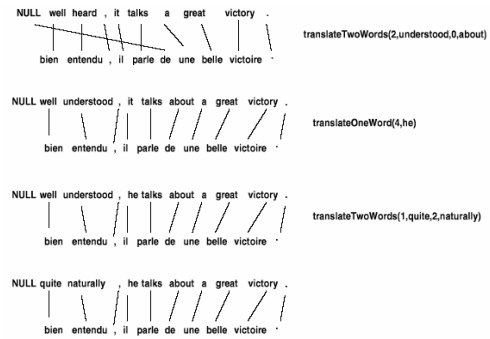 NULL well heard , it talks a great victory .
translateTwoWords(2,understood,0,about)
bien entendu , il parle de une belle victoire .
NULL well understood , it talks about a great victory .
translateOneWord(4,he)
bien entendu , il parle de une belle victoire .
NULL well understood , he talks about a great victory .
translateTwoWords(1,quite,2,naturally)
bien entendu , il parle de une belle victoire .
NULL quite naturally , he talks about a great victory .
bien entendu , il parle de une belle victoire .